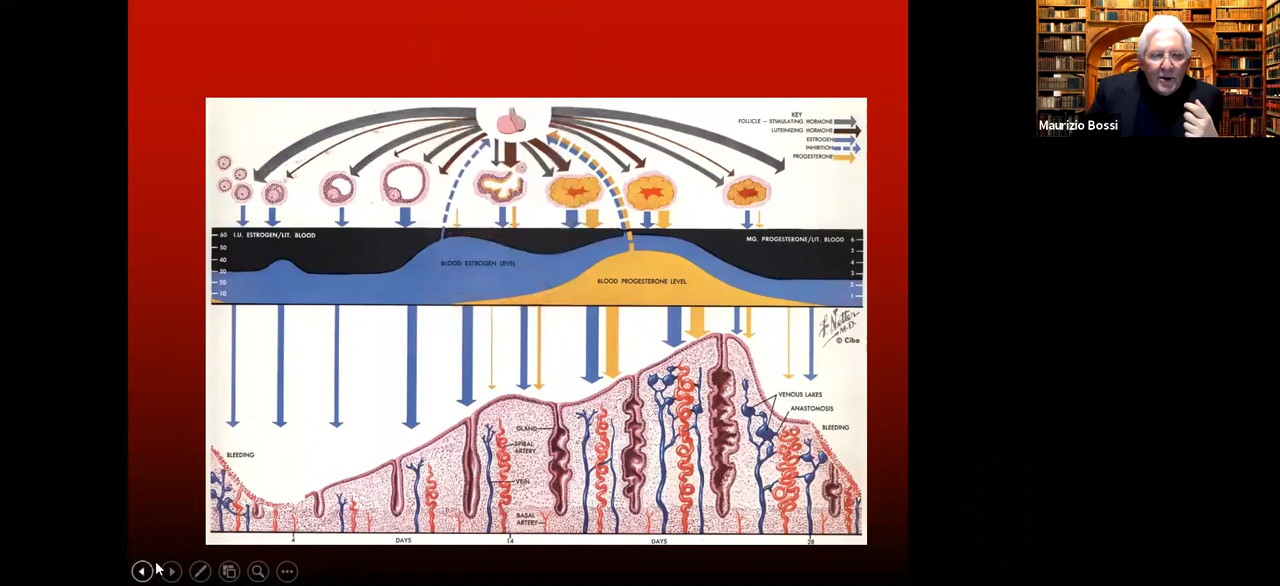 Maurizio Bossi
KEY
FOLLICLE – STIMULATING HORMONE
LUTEINIZING HORMONE
ESTROGEN
INHIBITION
PROGESTERONE
60 I.U. ESTROGEN/LIT. BLOOD
MG. PROGESTERONE/LIT. BLOOD 6
50
5
40
4
30
3
20
2
10
1
BLOOD ESTROGEN LEVEL
BLOOD PROGESTERONE LEVEL
F. Netter
M.D.
© Ciba
VENOUS LAKES
ANASTOMOSIS
BLEEDING
GLAND
SPIRAL
ARTERY
BLEEDING
VEIN
BASAL
ARTERY
4 DAYS 14 DAYS 28